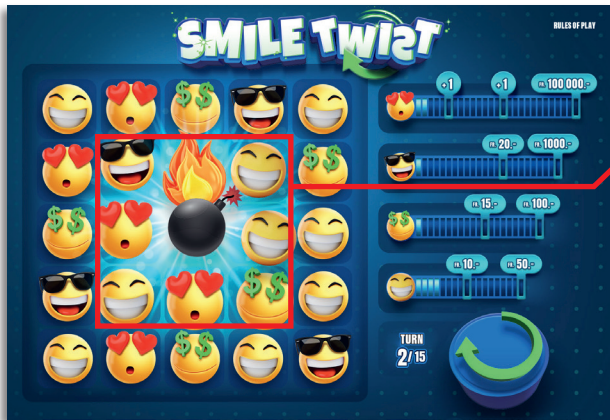 RULES OF PLAY
SMILE TWIST
+1 +1 FR. 100 000.-
FR. 20.- FR. 1000.-
FR. 15.- FR. 100.-
FR. 10.- FR. 50.-
TURN
2/15